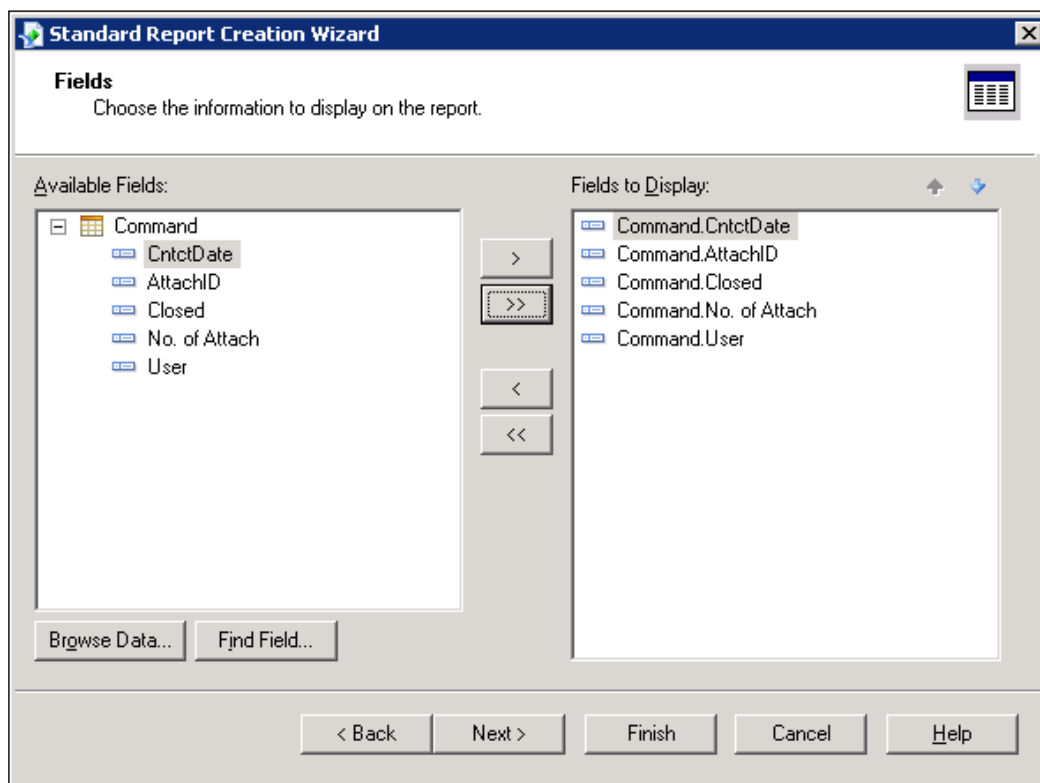 Standard Report Creation Wizard
Fields
Choose the information to display on the report.
Available Fields:
Command
CntctDate
AttachID
Closed
No. of Attach
User
Browse Data...
Find Field...
>
>>
<
<<
Fields to Display:
Command.CntctDate
Command.AttachID
Command.Closed
Command.No. of Attach
Command.User
< Back
Next >
Finish
Cancel
Help